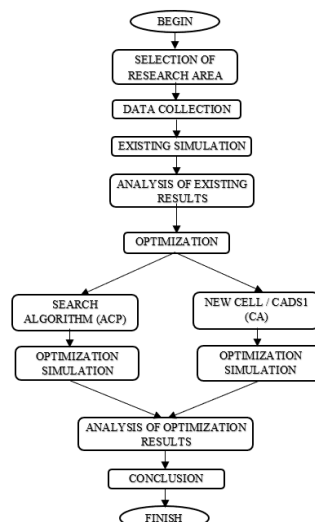 BEGIN
SELECTION OF
RESEARCH AREA
DATA COLLECTION
EXISTING SIMULATION
ANALYSIS OF EXISTING
RESULTS
OPTIMIZATION
SEARCH
ALGORITHM (ACP)
OPTIMIZATION
SIMULATION
NEW CELL / CADS1
(CA)
OPTIMIZATION
SIMULATION
ANALYSIS OF OPTIMIZATION
RESULTS
CONCLUSION
FINISH